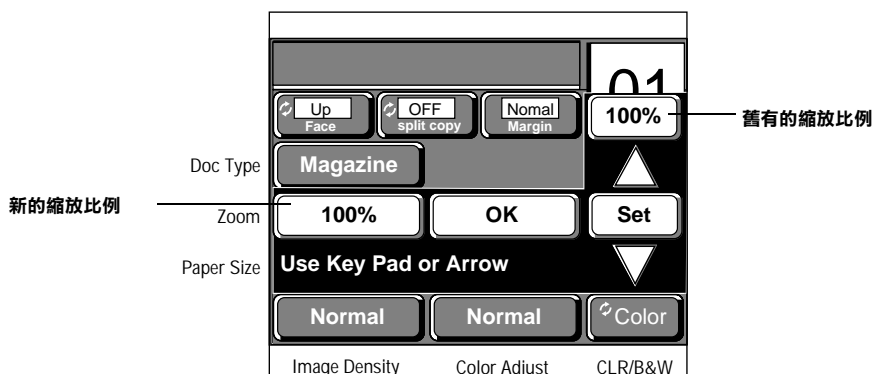 01
Up
Face
OFF
split copy
Nomal
Margin
100%
舊有的縮放比例
Doc Type
Magazine
新的縮放比例
Zoom
100%
OK
Set
Paper Size
Use Key Pad or Arrow
Normal
Normal
Color
Image Density
Color Adjust
CLR/B&W